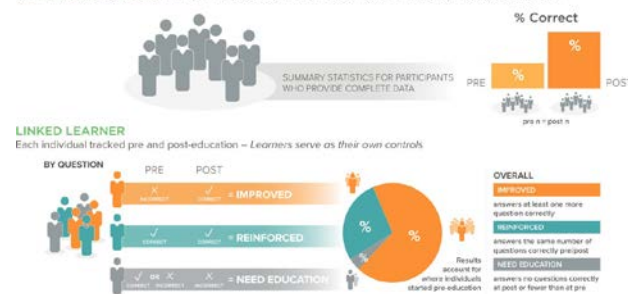 % Correct
%
%
SUMMARY STATISTICS FOR PARTICIPANTS
WHO PROVIDE COMPLETE DATA
PRE
POST
pre n = post n
LINKED LEARNER
Each individual tracked pre and post-education – Learners serve as their own controls
BY QUESTION
PRE
POST
INCORRECT
CORRECT
= IMPROVED
CORRECT
CORRECT
= REINFORCED
OR
CORRECT
INCORRECT
INCORRECT
= NEED EDUCATION
%
%
%
Results
account for
where individuals
started pre education
OVERALL
IMPROVED
answers at least one more
question correctly
REINFORCED
answers the same number of
questions correctly pre/post
NEED EDUCATION
answers no questions correctly
at post or fewer than at pre